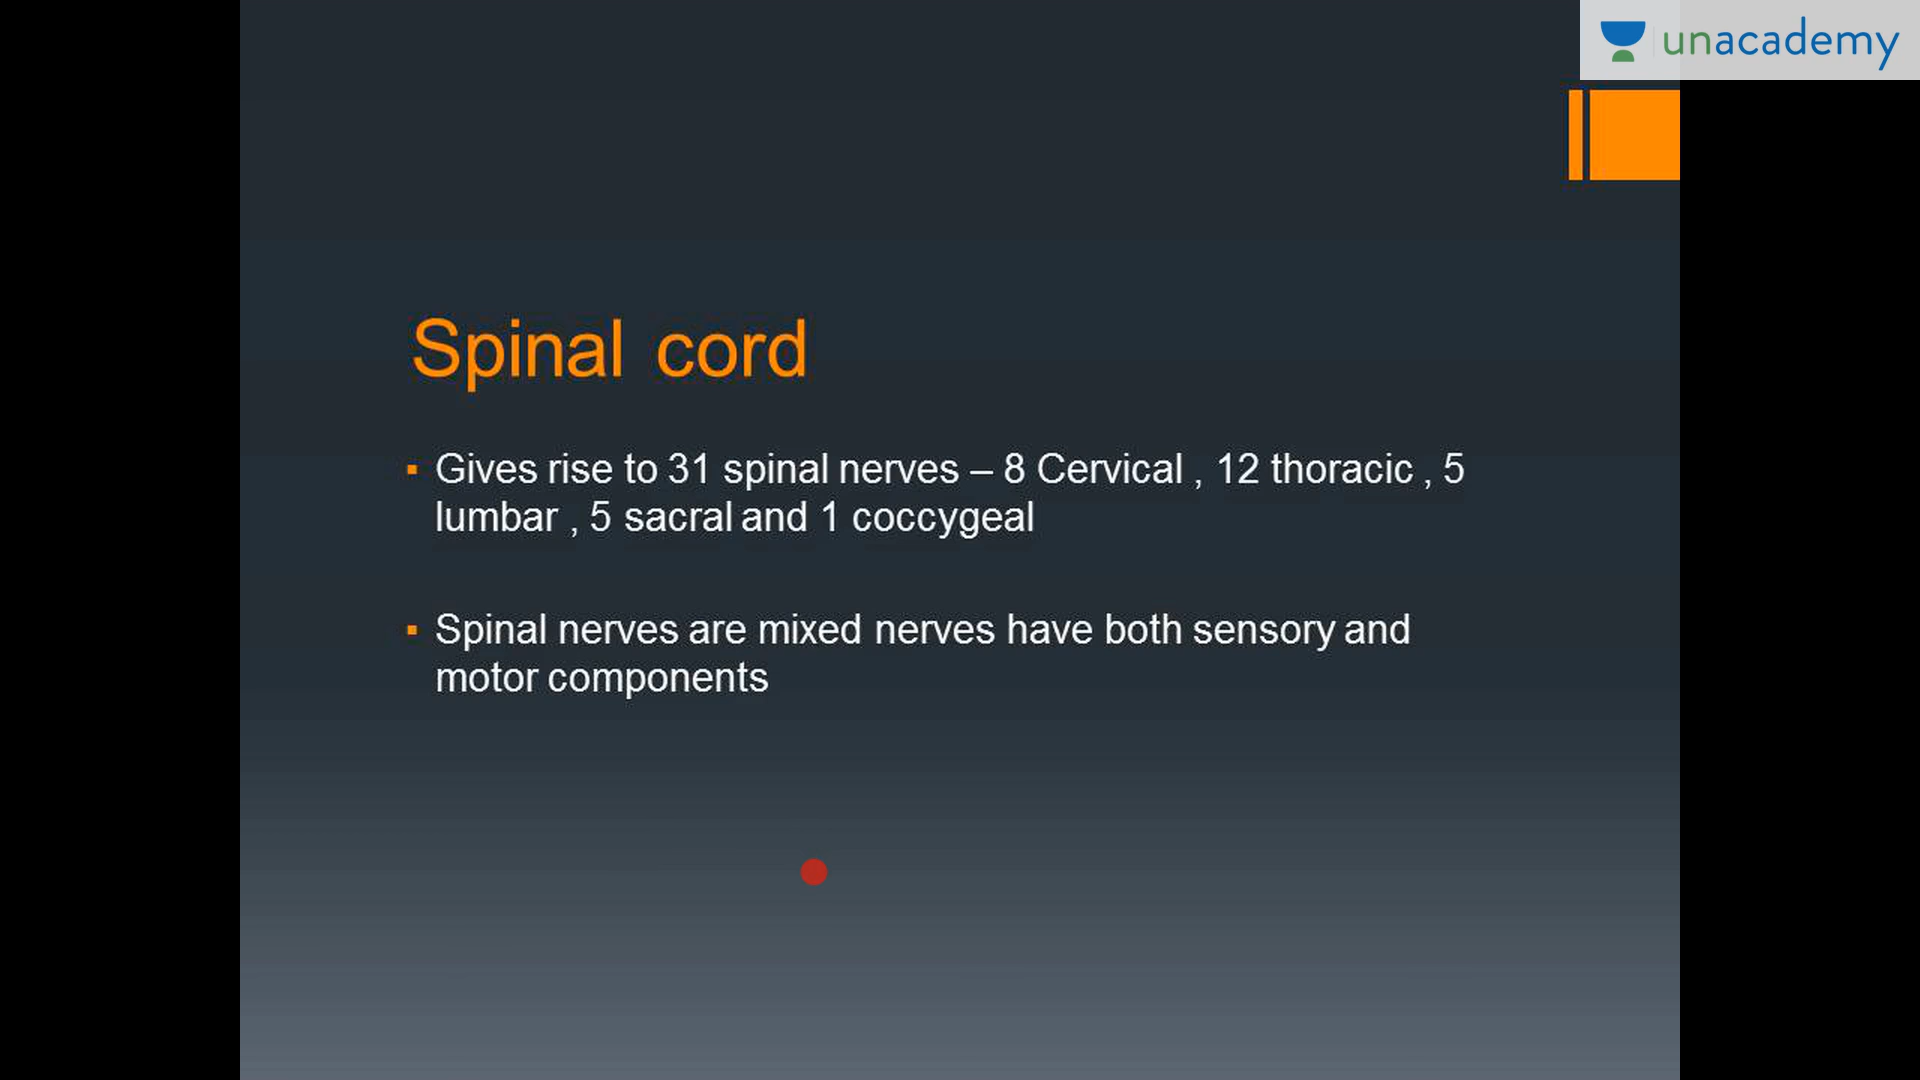 unacademy
Spinal cord
▪ Gives rise to 31 spinal nerves – 8 Cervical , 12 thoracic , 5
lumbar , 5 sacral and 1 coccygeal
▪ Spinal nerves are mixed nerves have both sensory and
motor components